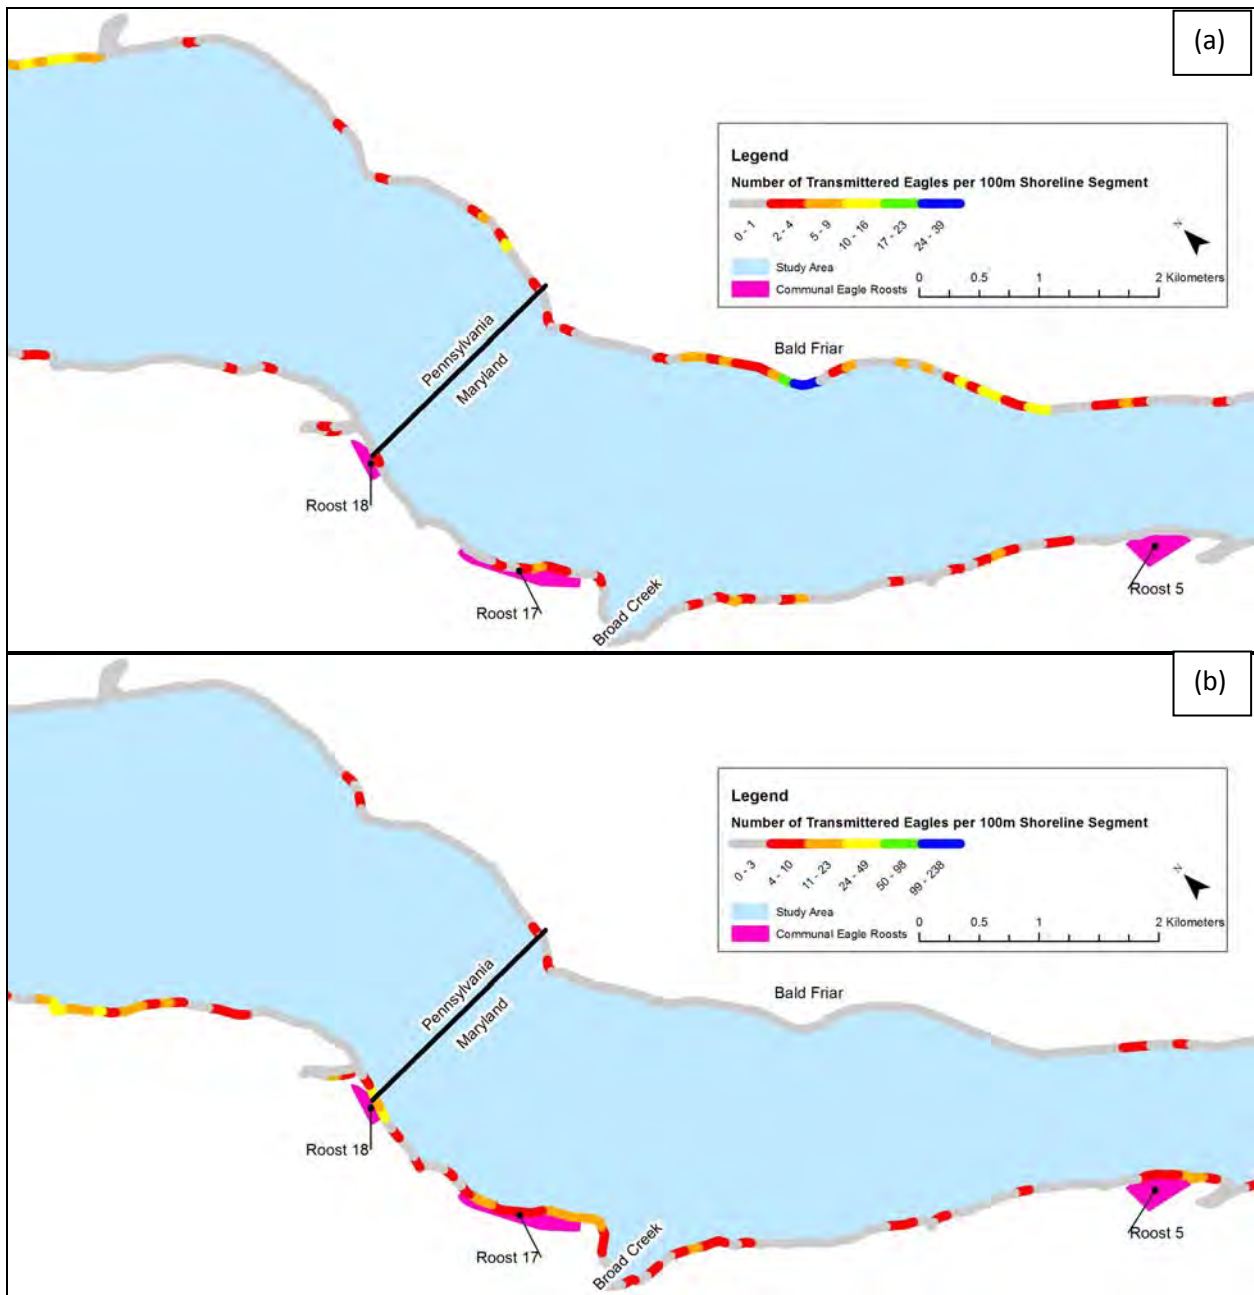 (a)
Legend
Number of Transmittered Eagles per 100m Shoreline Segment
0 - 1
2 - 4
5 - 9
10 - 16
17 - 23
24 - 39
N
Study Area
Communal Eagle Roosts
0 0.5 1 2 Kilometers
Pennsylvania
Maryland
Bald Friar
Roost 18
Roost 17
Broad Creek
Roost 5
(b)
Legend
Number of Transmittered Eagles per 100m Shoreline Segment
0 - 3
4 - 10
11 - 23
24 - 49
50 - 98
99 - 238
N
Study Area
Communal Eagle Roosts
0 0.5 1 2 Kilometers
Pennsylvania
Maryland
Bald Friar
Roost 18
Roost 17
Broad Creek
Roost 5